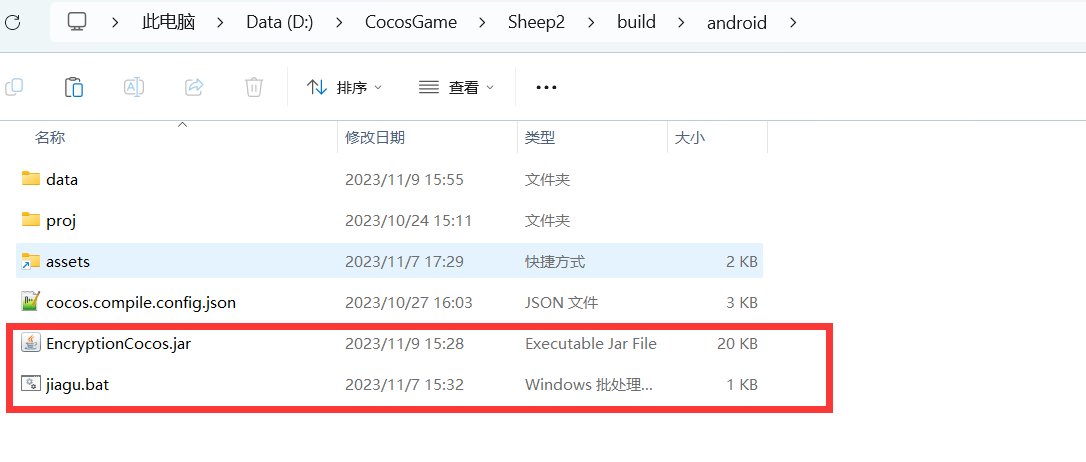 此电脑 > Data (D:) > CocosGame > Sheep2 > build > android >
排序 查看
名称 修改日期 类型 大小
data 2023/11/9 15:55 文件夹
proj 2023/10/24 15:11 文件夹
assets 2023/11/7 17:29 快捷方式 2 KB
cocos.compile.config.json 2023/10/27 16:03 JSON 文件 3 KB
EncryptionCocos.jar 2023/11/9 15:28 Executable Jar File 20 KB
jiagu.bat 2023/11/7 15:32 Windows 批处理... 1 KB